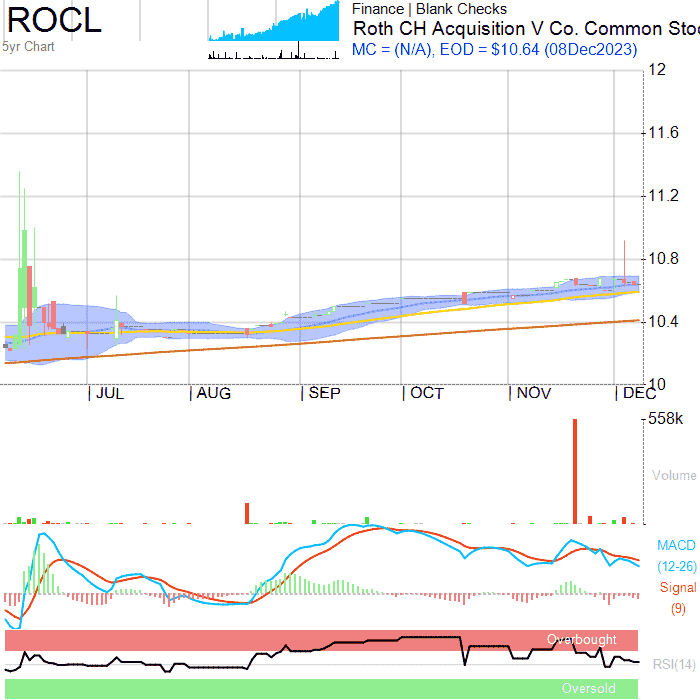 ROCL
5yr Chart
Finance | Blank Checks
Roth CH Acquisition V Co. Common Stoc
MC = (N/A), EOD = $10.64 (08Dec2023)
12
11.6
11.2
10.8
10.4
10
JUL
AUG
SEP
OCT
NOV
DEC
558k
Volume
MACD
(12-26)
Signal
(9)
Overbought
RSI(14)
Oversold